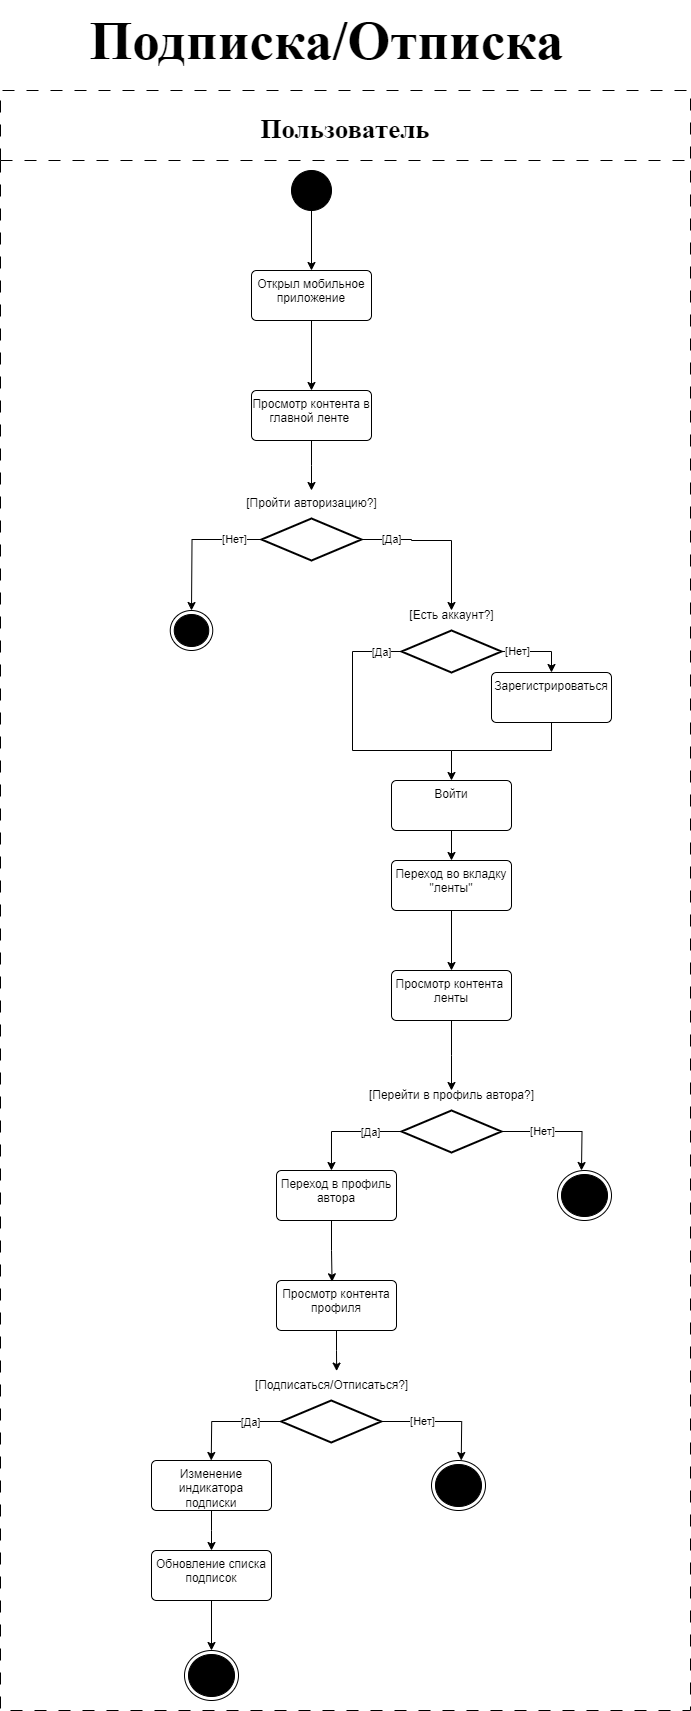 Подписка/Отписка
Пользователь
Открыл мобильное
приложение
Просмотр контента в
главной ленте
[Пройти авторизацию?]
[Нет]
[Да]
[Есть аккаунт?]
[Да]
[Нет]
Зарегистрироваться
Войти
Переход во вкладку
"ленты"
Просмотр контента
ленты
[Перейти в профиль автора?]
[Да]
[Нет]
Переход в профиль
автора
Просмотр контента
профиля
[Подписаться/Отписаться?]
[Да]
[Нет]
Изменение
индикатора
подписки
Обновление списка
подписок